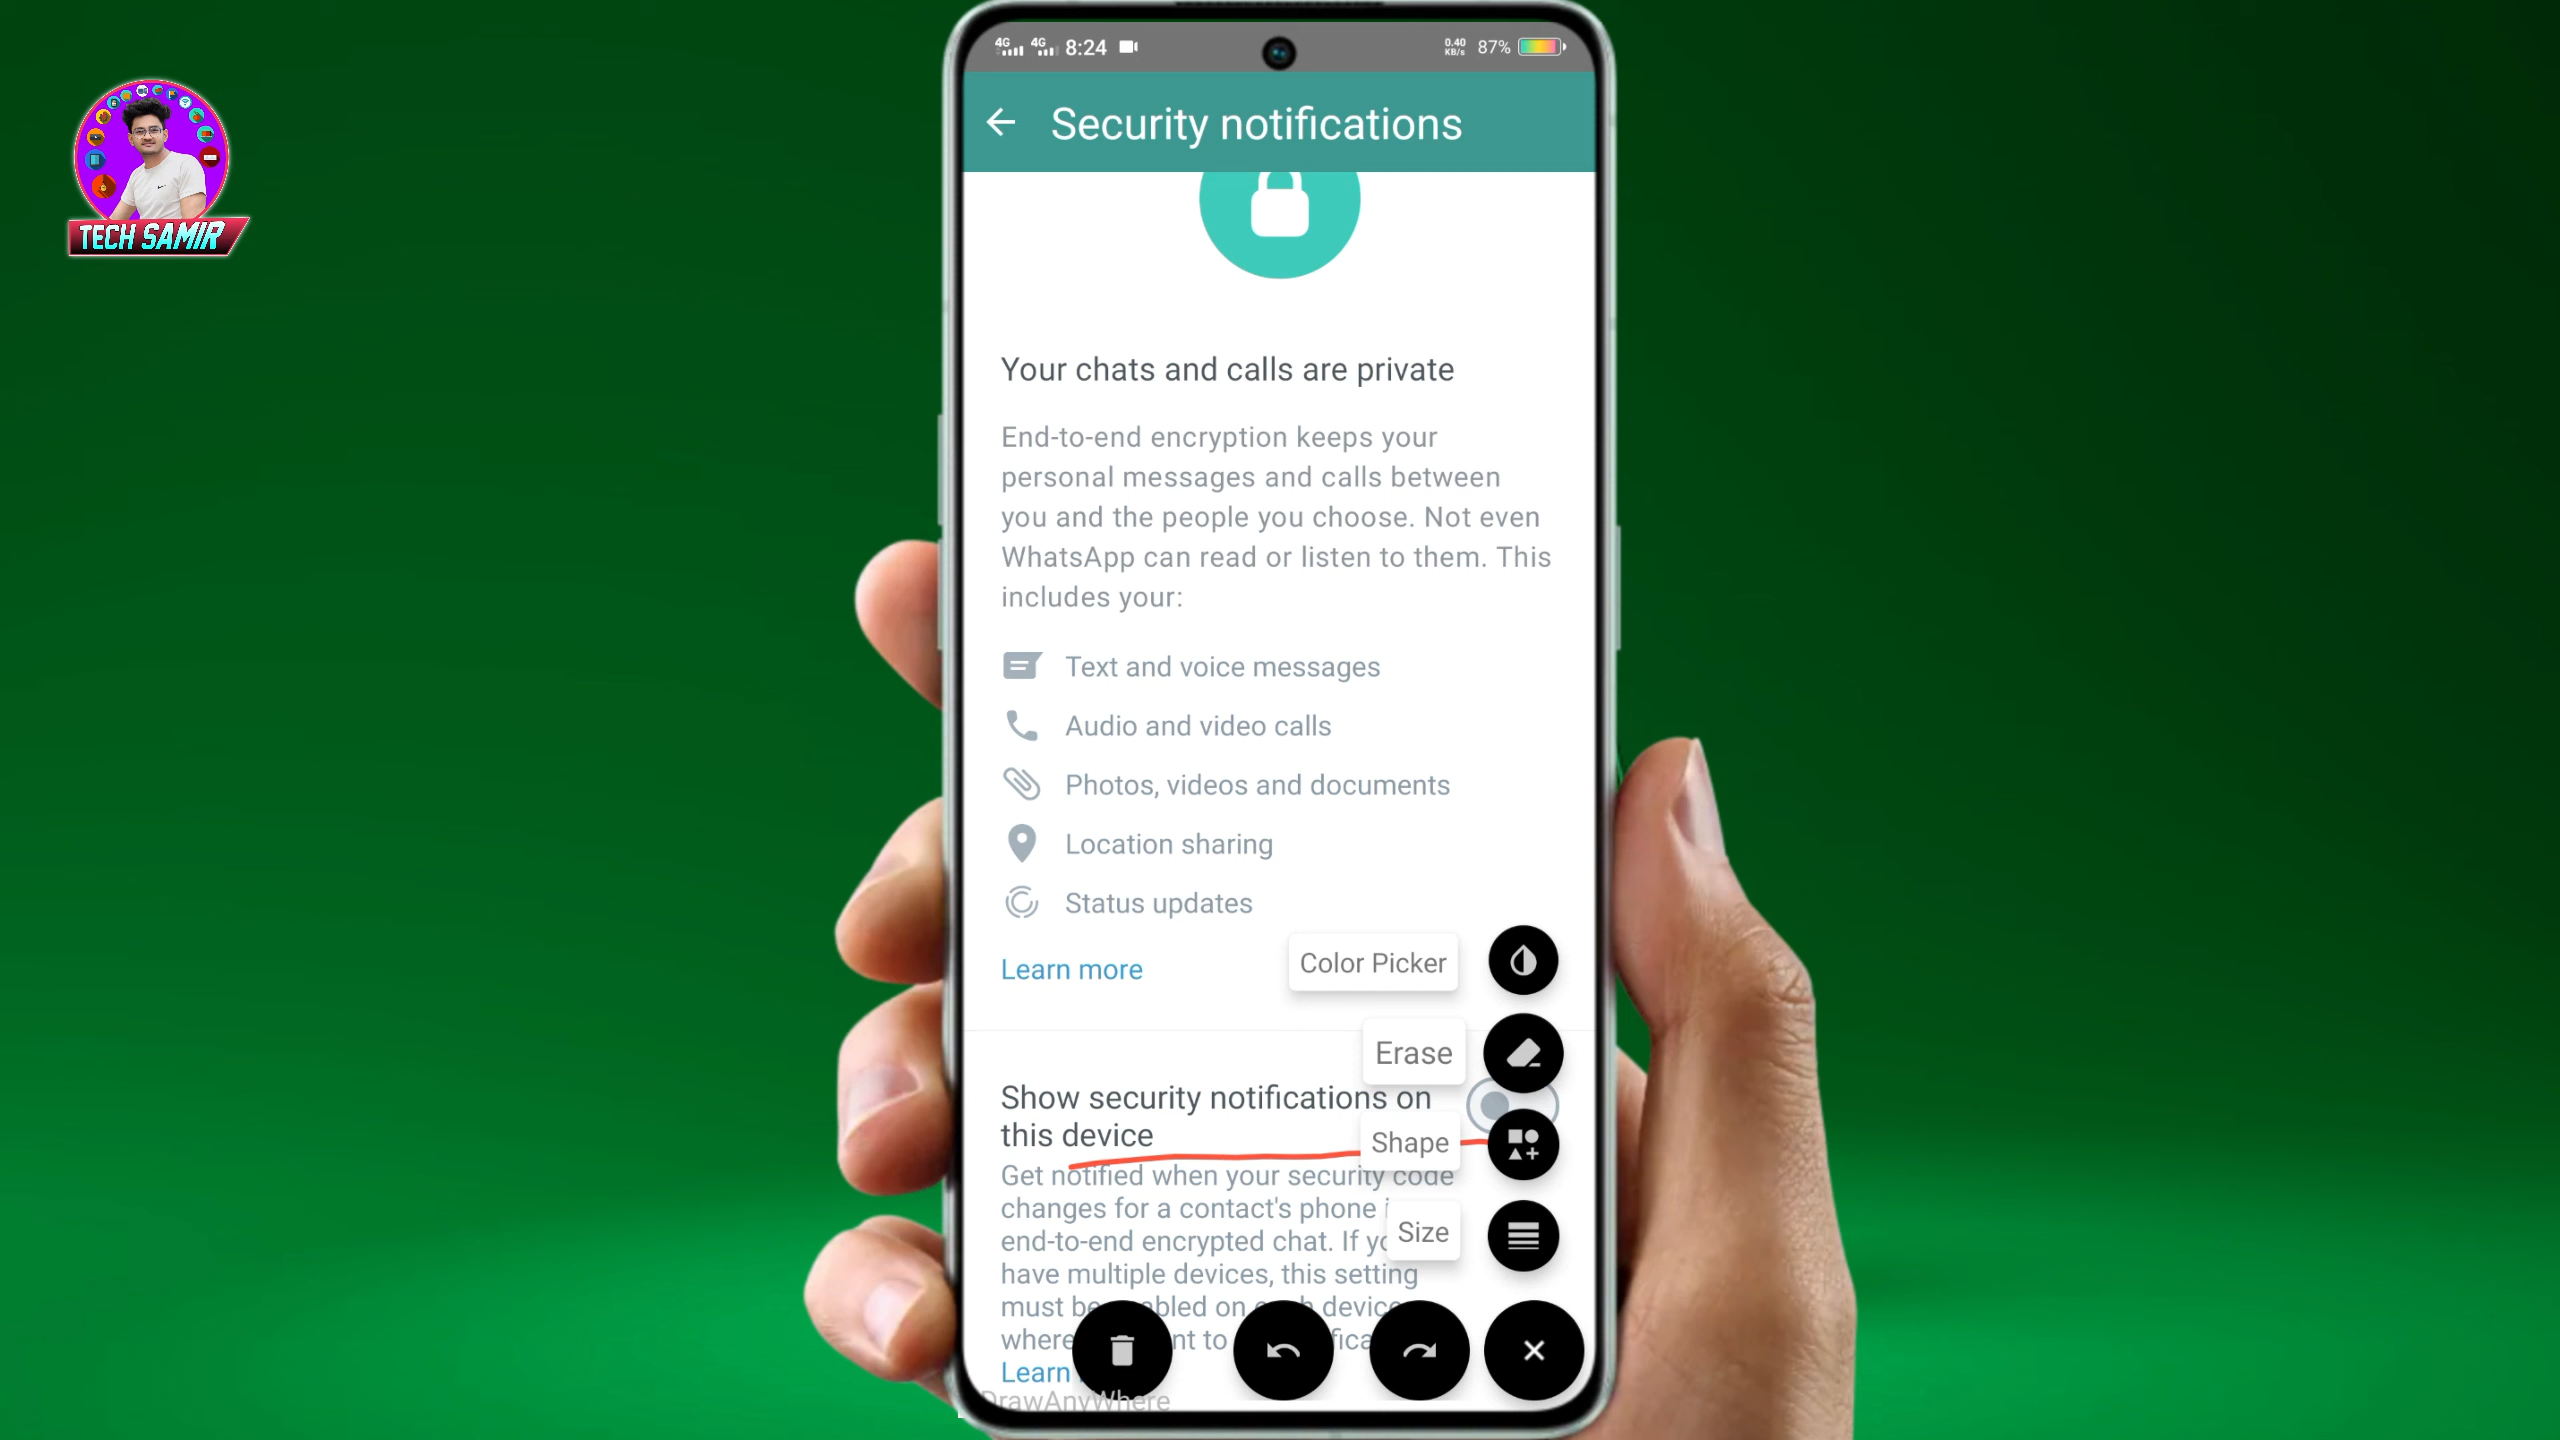 4G 4G 8:24
0.40
KB/s 87%
TECH SAMIR
Security notifications
Your chats and calls are private
End-to-end encryption keeps your
personal messages and calls between
you and the people you choose. Not even
WhatsApp can read or listen to them. This
includes your:
Text and voice messages
Audio and video calls
Photos, videos and documents
Location sharing
Status updates
Learn more
Color Picker
Erase
Show security notifications on
this device
Shape
Get notified when your security code
changes for a contact's phone
end-to-end encrypted chat. If
Size
have multiple devices, this setting
must
on
device
where
to
Learn
DrawAnyWhere